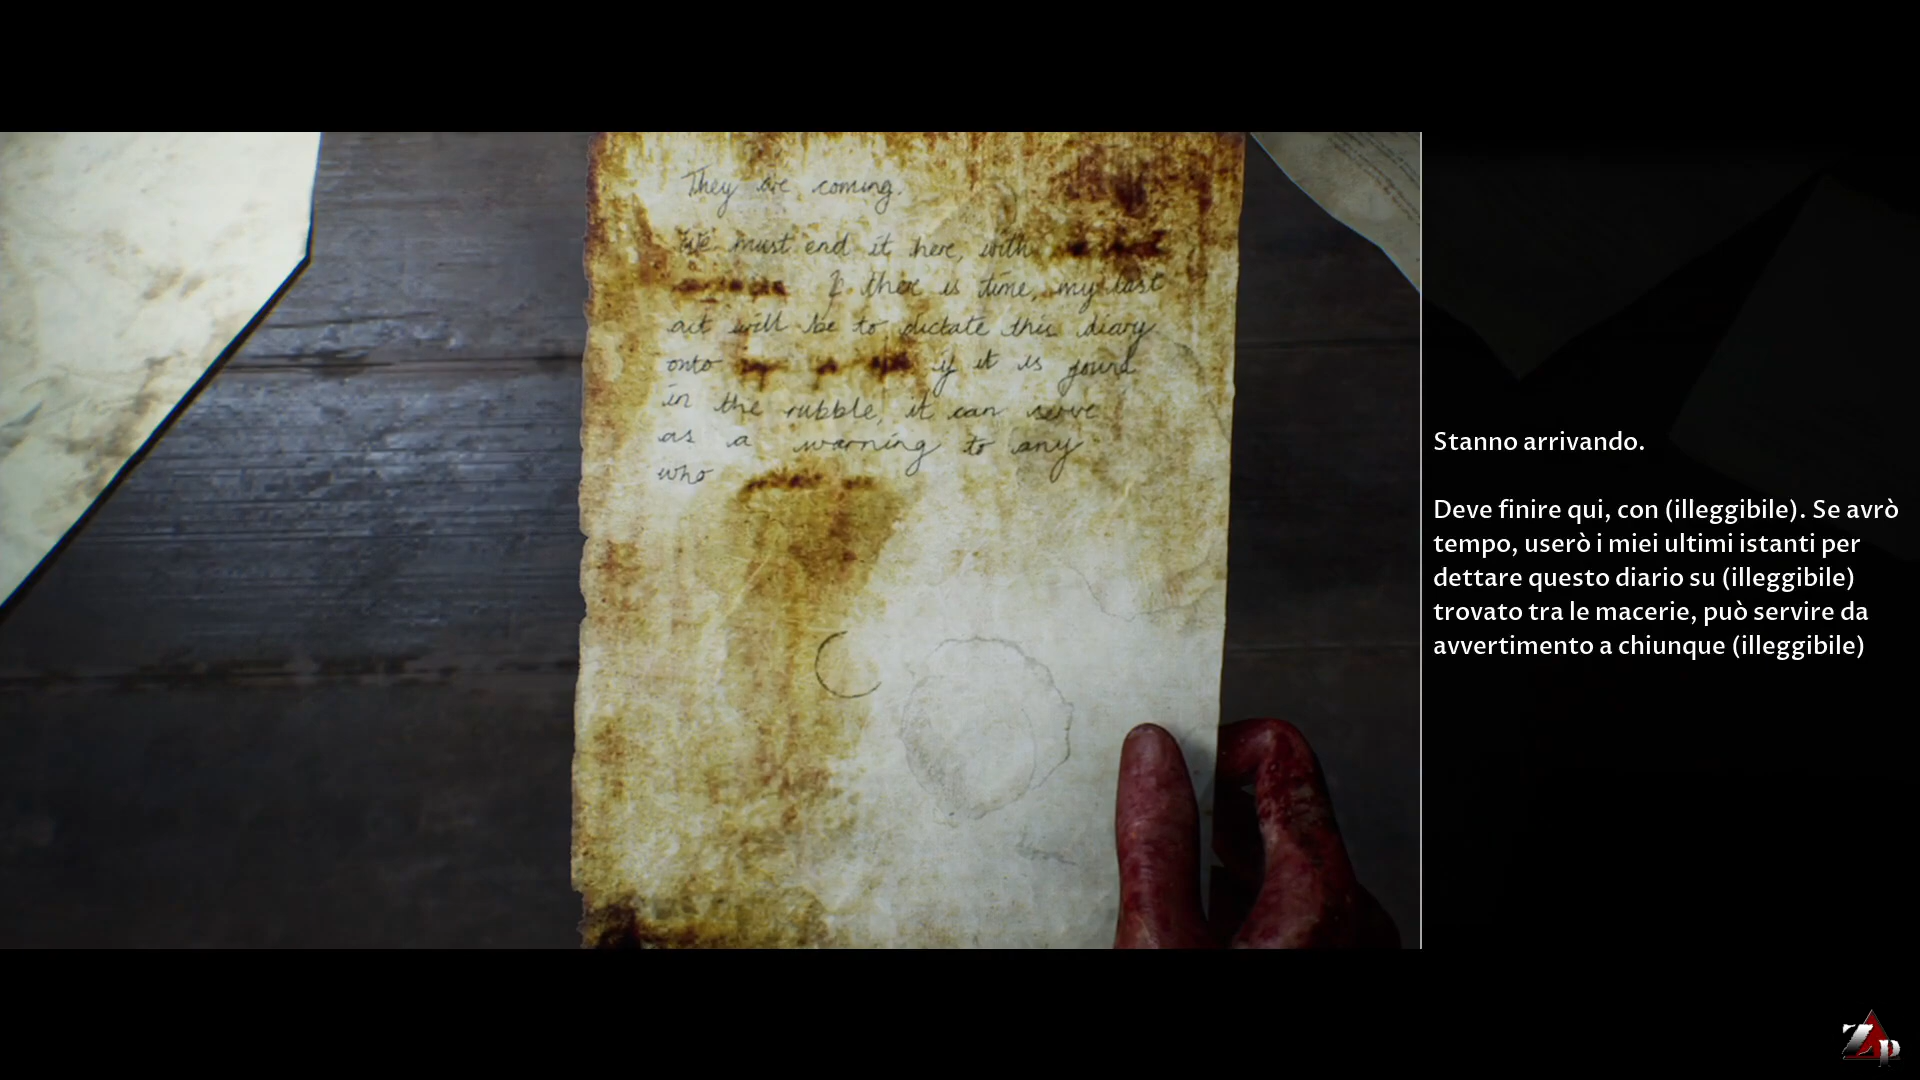 They are coming.
We must end it here, with
If there is time, my last
act will be to dictate this diary
onto if it is found
in the rubble, it can serve
as a warning to any
who
Stanno arrivando.
Deve finire qui, con (illeggibile). Se avrò
tempo, userò i miei ultimi istanti per
dettare questo diario su (illeggibile)
trovato tra le macerie, può servire da
avvertimento a chiunque (illeggibile)
ZAp